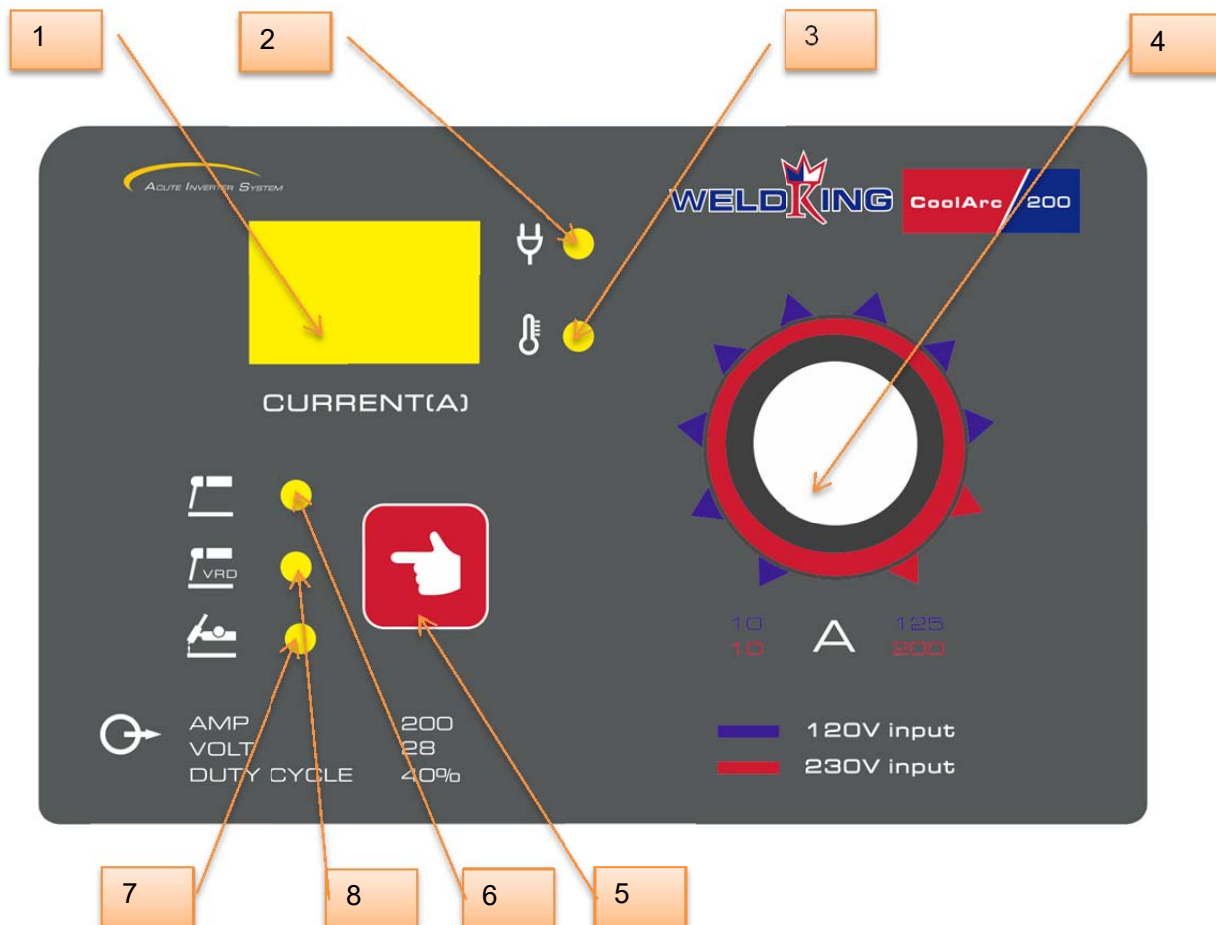 1 2 3 4
ACUTE INVERTER SYSTEM
WELDKING CoolArc 200
CURRENT(A)
VRD
10 A 125
10 200
AMP 200
VOLT 28
DUTY CYCLE 40%
120V input
230V input
7 8 6 5